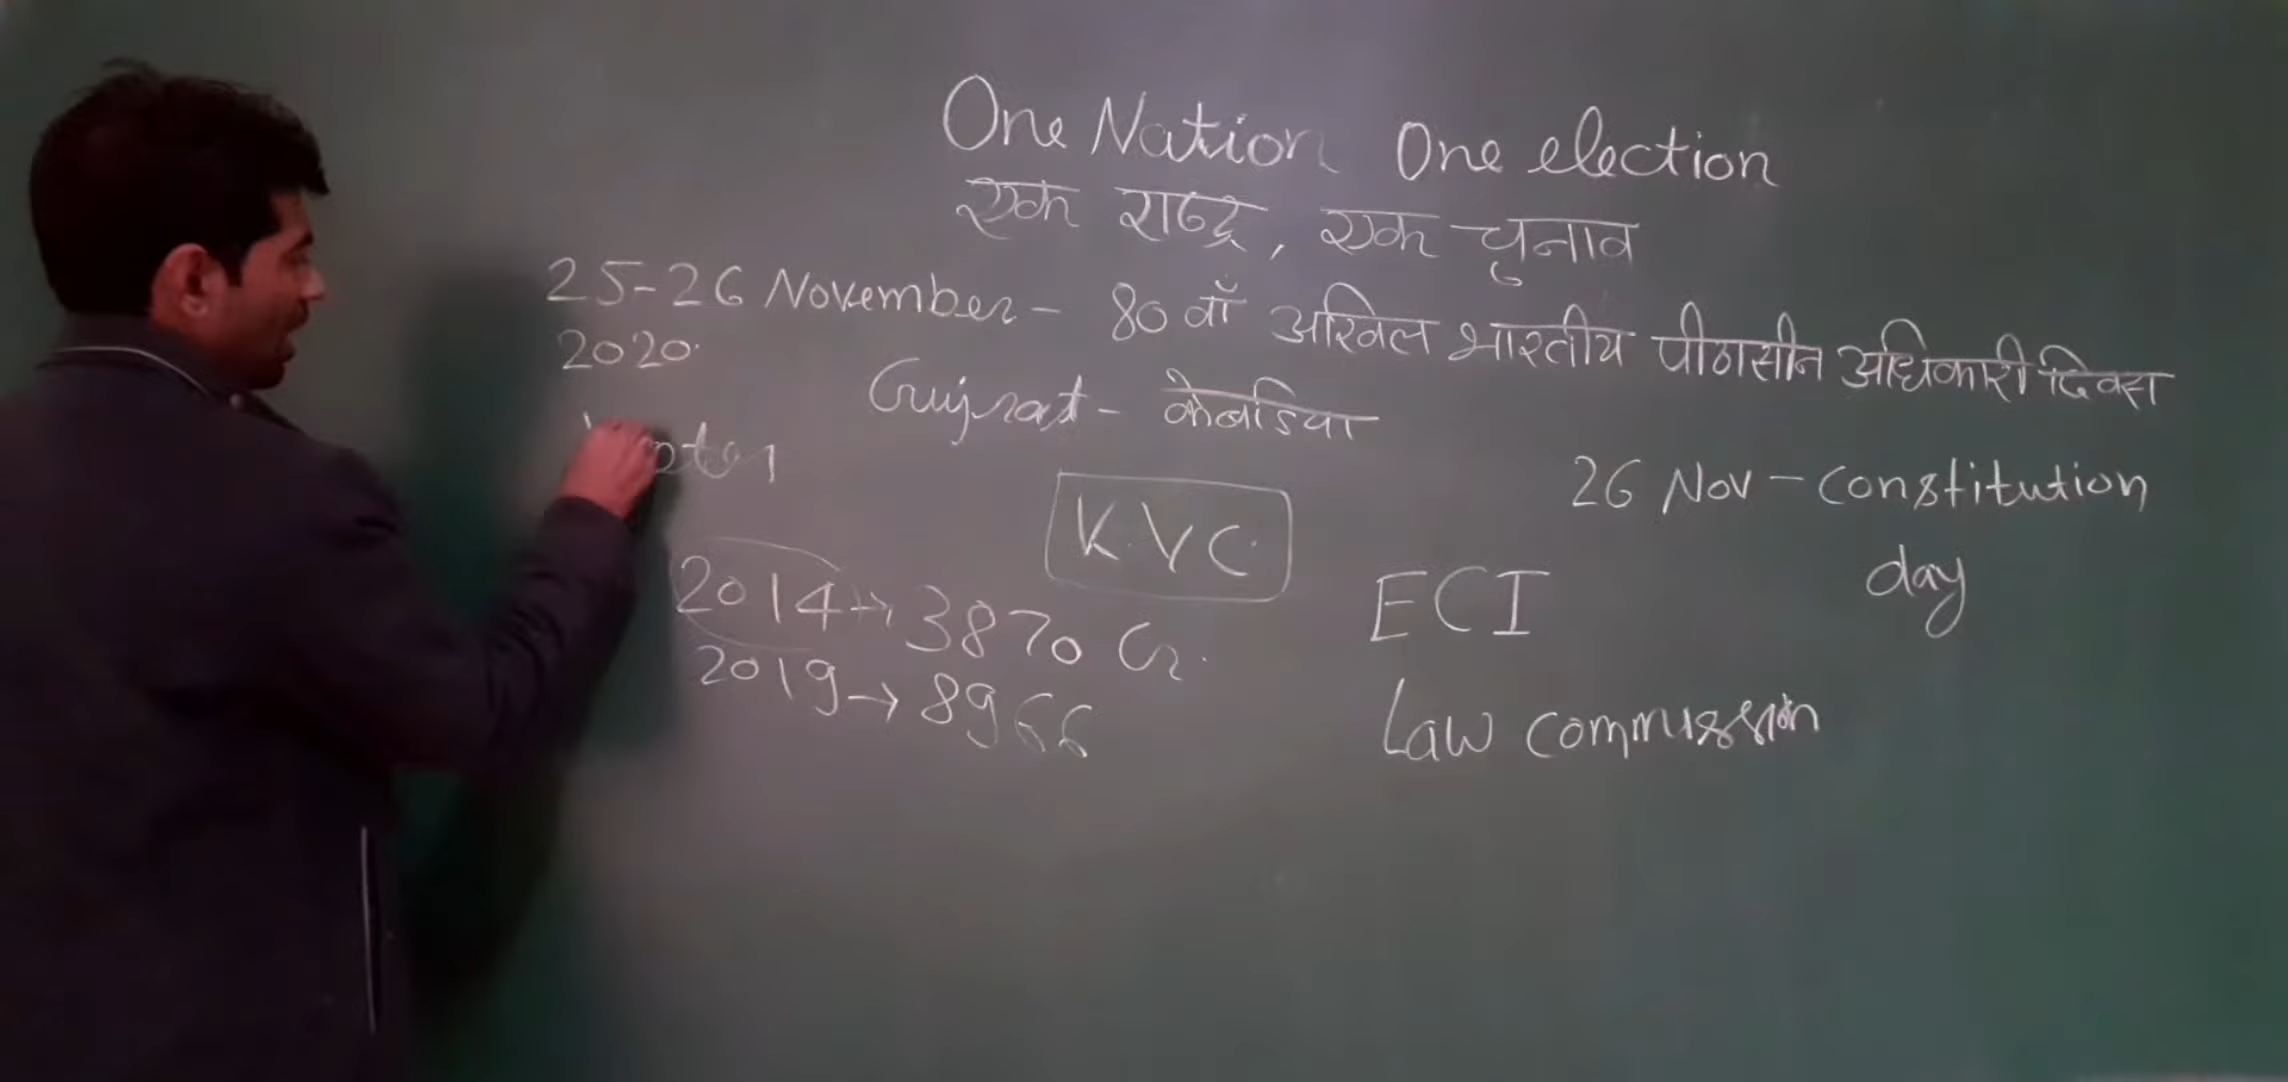 One Nation One election
एक राष्ट्र, एक चुनाव
25-26 November - 80 वाँ अखिल भारतीय पीठासीन अधिकारी दिवस
2020.
Gujrat - केबडिया
26 Nov - constitution
day
K.V.C.
2014 → 3870 Cr.
2019 → 8966
ECI
Law commission